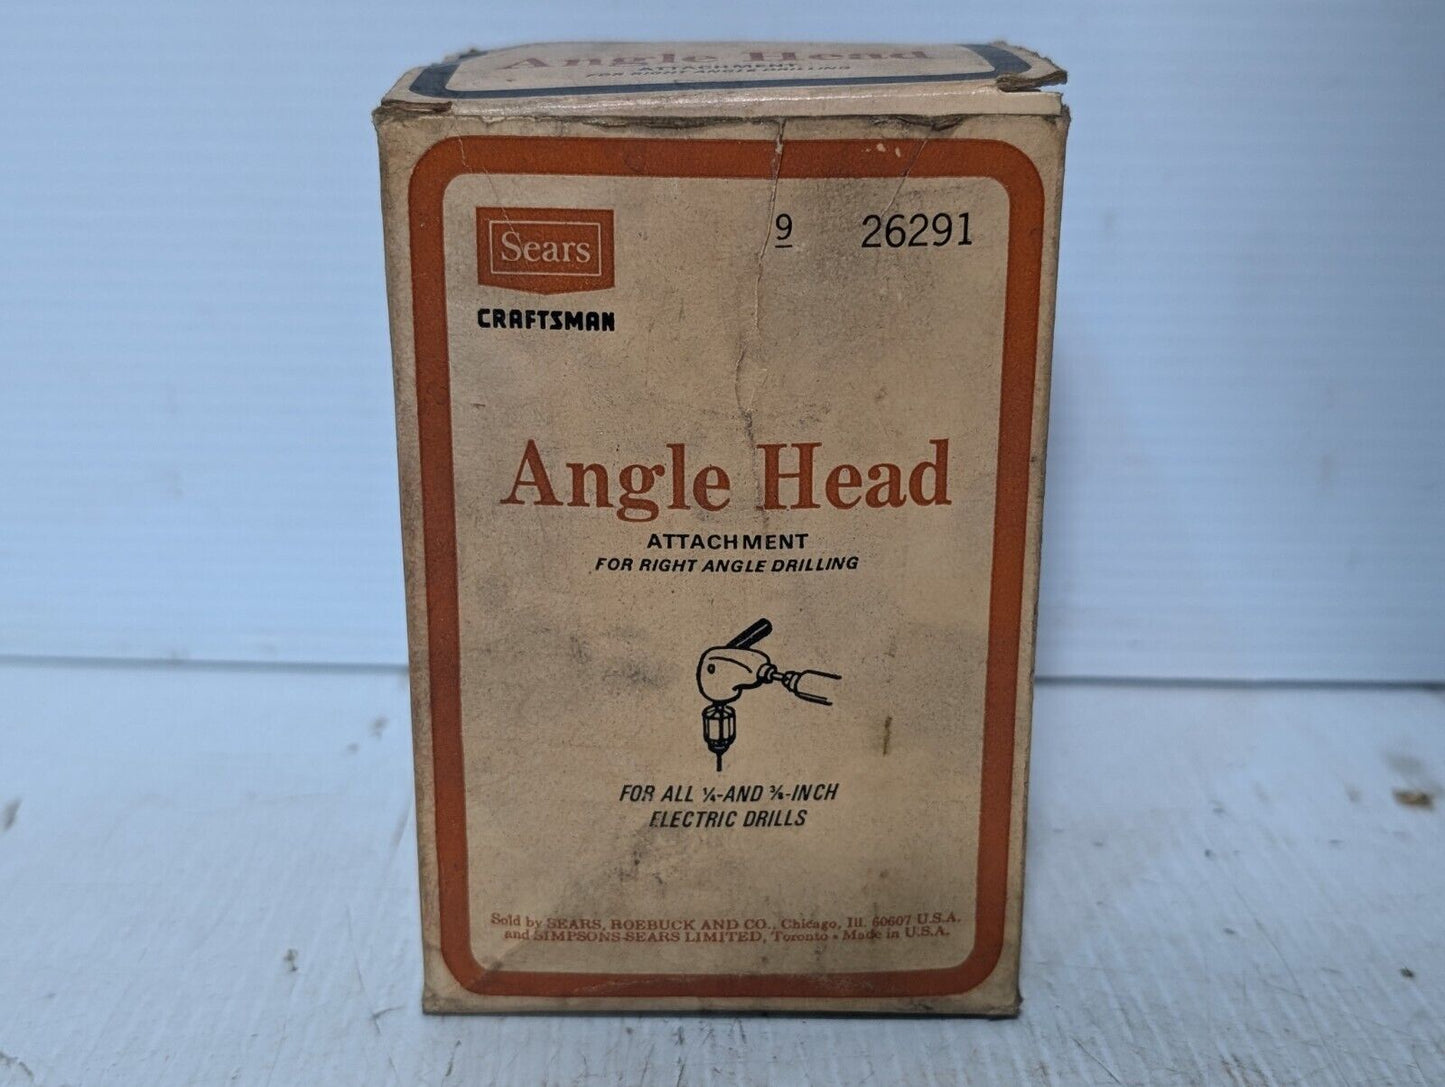 Angle Head
ATTACHMENT
FOR RIGHT ANGLE DRILLING
Sears
9 26291
CRAFTSMAN
Angle Head
ATTACHMENT
FOR RIGHT ANGLE DRILLING
FOR ALL ¼-AND ⅜-INCH
ELECTRIC DRILLS
Sold by SEARS, ROEBUCK AND CO., Chicago, Ill. 60607 U.S.A.
and SIMPSONS-SEARS LIMITED, Toronto • Made in U.S.A.